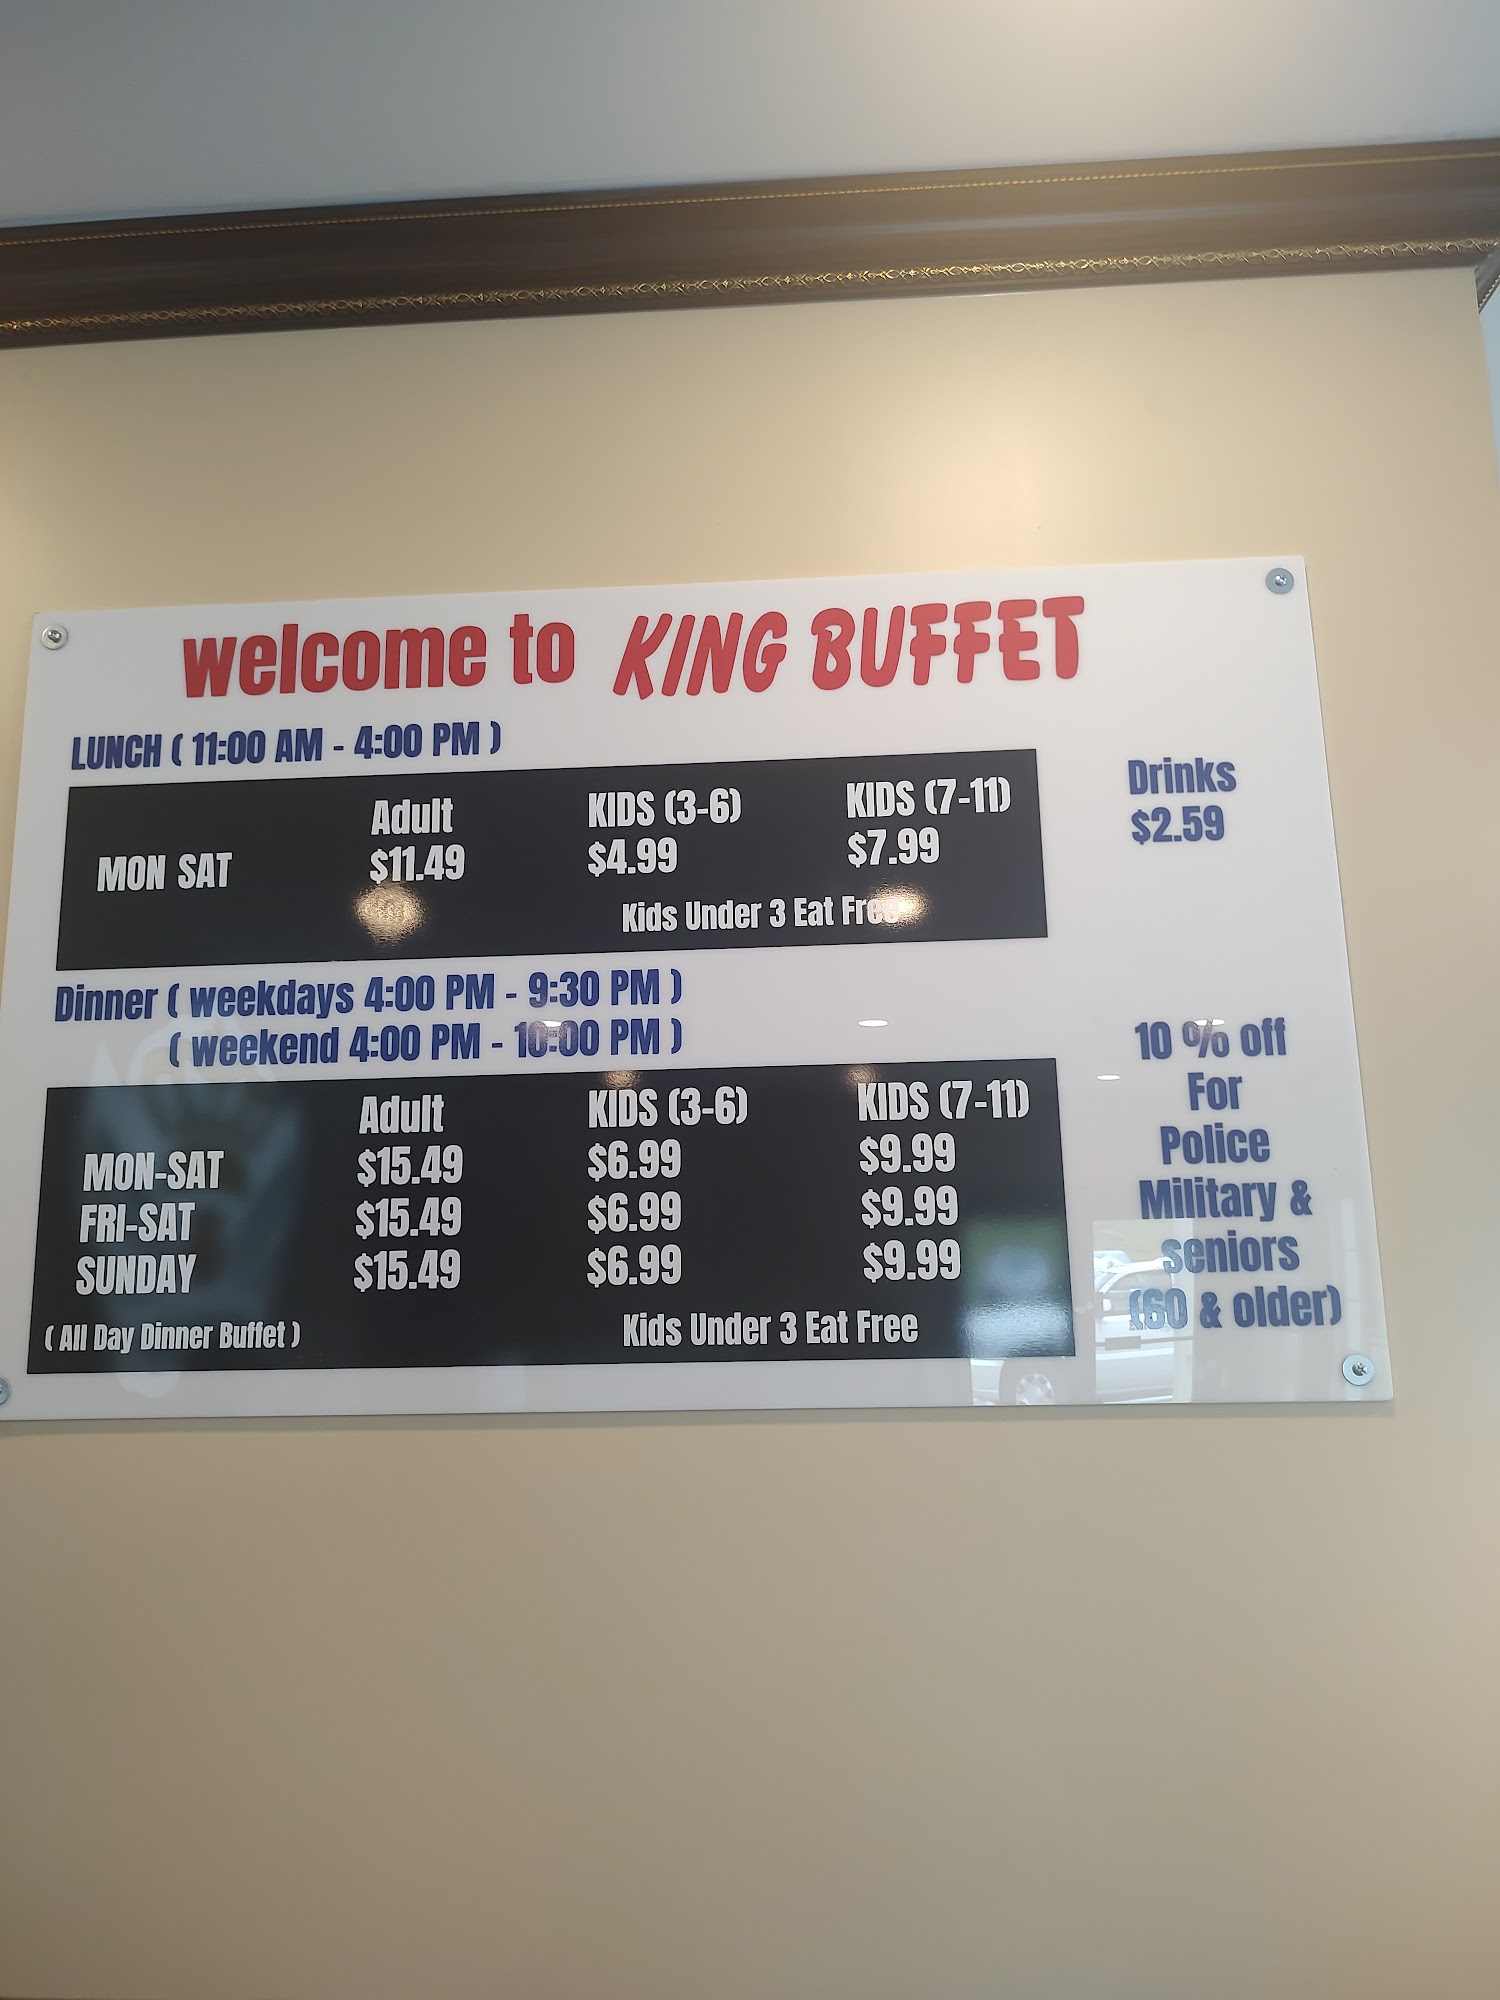 welcome to KING BUFFET
LUNCH ( 11:00 AM - 4:00 PM )
Adult KIDS (3-6) KIDS (7-11)
MON SAT $11.49 $4.99 $7.99
Kids Under 3 Eat Free
Drinks
$2.59
Dinner ( weekdays 4:00 PM - 9:30 PM )
( weekend 4:00 PM - 10:00 PM )
Adult KIDS (3-6) KIDS (7-11)
MON-SAT $15.49 $6.99 $9.99
FRI-SAT $15.49 $6.99 $9.99
SUNDAY $15.49 $6.99 $9.99
( All Day Dinner Buffet ) Kids Under 3 Eat Free
10 % off
For
Police
Military &
seniors
(60 & older)